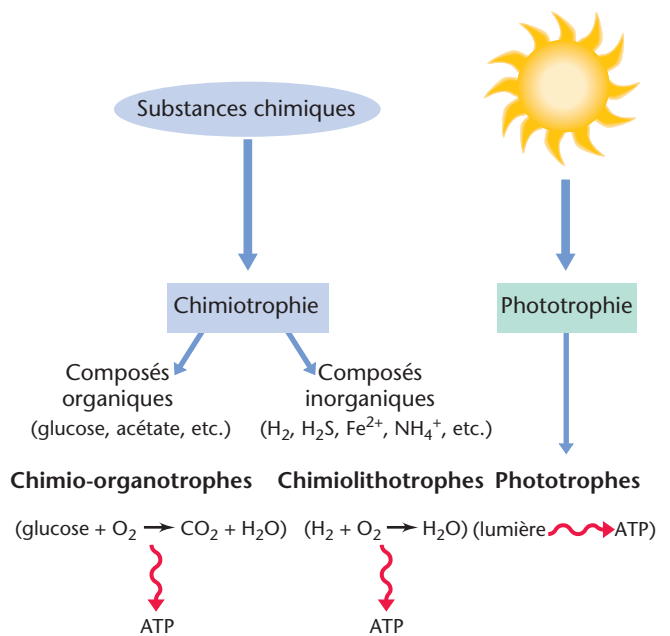 Substances chimiques
Chimiotrophie
Phototrophie
Composés
organiques
(glucose, acétate, etc.)
Composés
inorganiques
(H₂, H₂S, Fe²⁺, NH₄⁺, etc.)
Chimio-organotrophes
Chimiolithotrophes
Phototrophes
(glucose + O₂ → CO₂ + H₂O)
(H₂ + O₂ → H₂O)
(lumière → ATP)
ATP
ATP